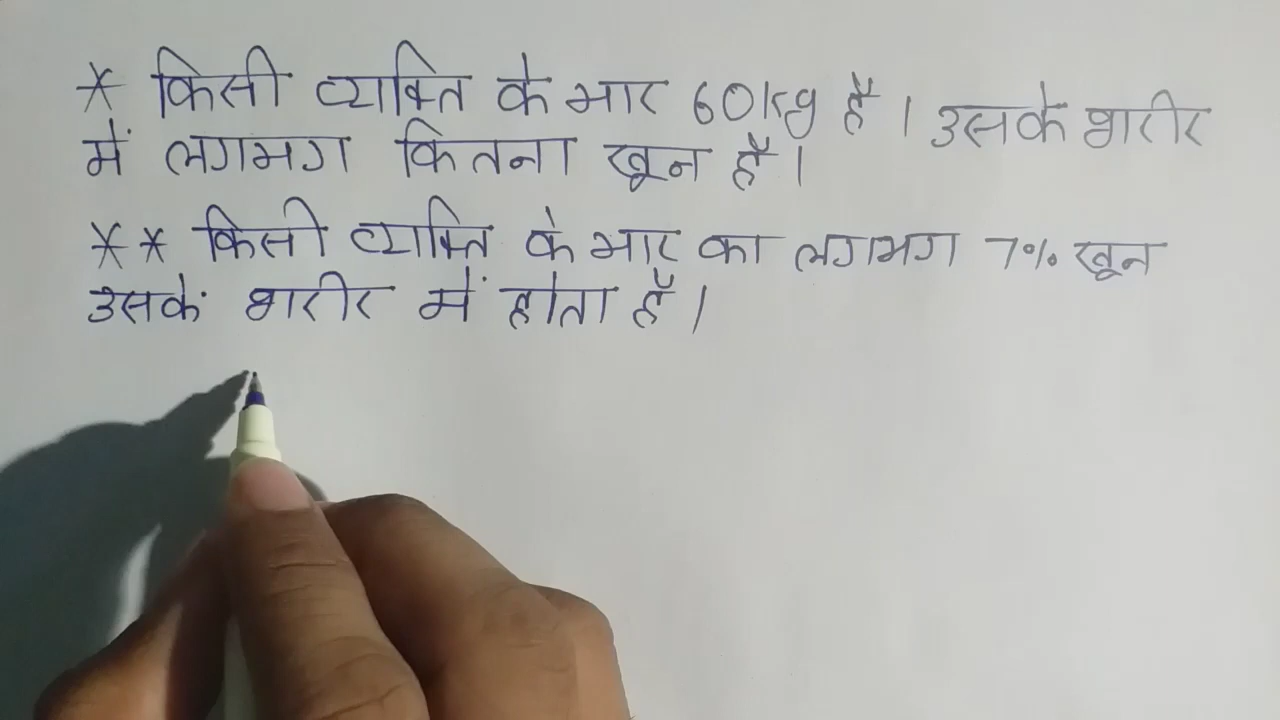 * किसी व्यक्ति के भार 60kg है । उसके शरीर
में लगभग कितना खून है ।
** किसी व्यक्ति के भार का लगभग 7% खून
उसकें शरीर में होता है ।